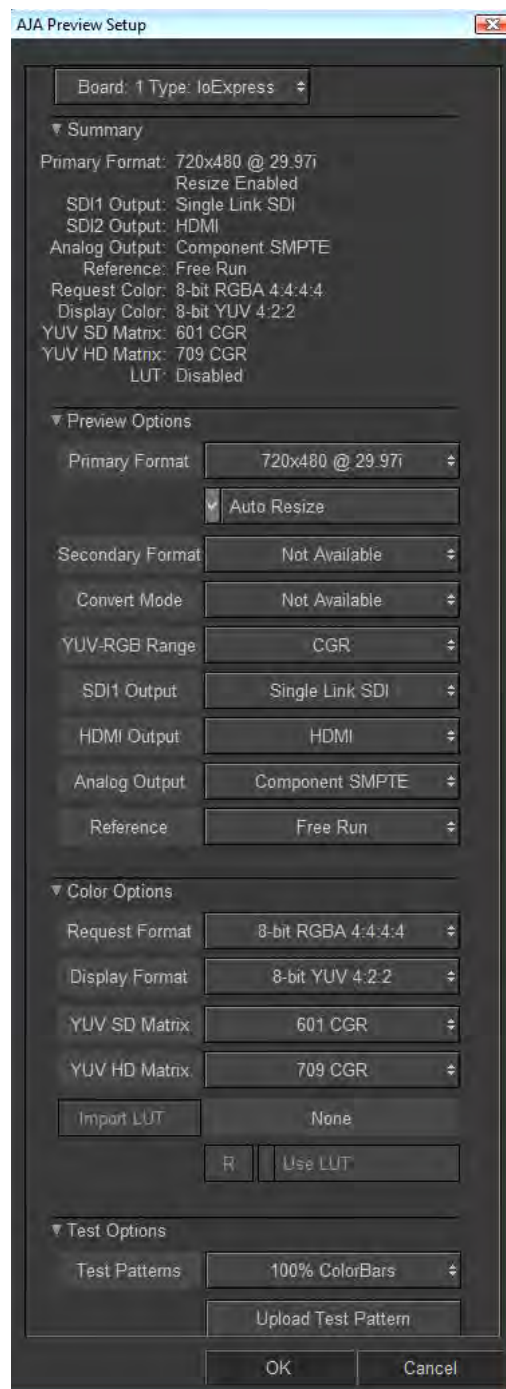 AJA Preview Setup
Board: 1 Type: IoExpress
Summary
Primary Format: 720x480 @ 29.97i
Resize Enabled
SDI1 Output: Single Link SDI
SDI2 Output: HDMI
Analog Output: Component SMPTE
Reference: Free Run
Request Color: 8-bit RGBA 4:4:4:4
Display Color: 8-bit YUV 4:2:2
YUV SD Matrix: 601 CGR
YUV HD Matrix: 709 CGR
LUT: Disabled
Preview Options
Primary Format 720x480 @ 29.97i
Auto Resize
Secondary Format Not Available
Convert Mode Not Available
YUV-RGB Range CGR
SDI1 Output Single Link SDI
HDMI Output HDMI
Analog Output Component SMPTE
Reference Free Run
Color Options
Request Format 8-bit RGBA 4:4:4:4
Display Format 8-bit YUV 4:2:2
YUV SD Matrix 601 CGR
YUV HD Matrix 709 CGR
Import LUT None
R Use LUT
Test Options
Test Patterns 100% ColorBars
Upload Test Pattern
OK Cancel